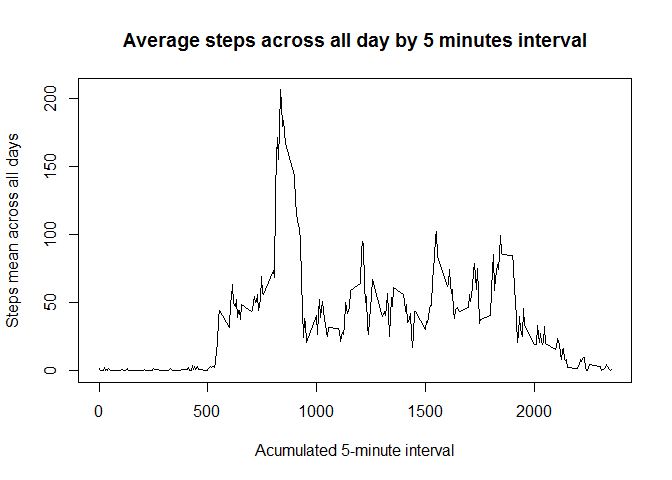 Average steps across all day by 5 minutes interval
Steps mean across all days
200
150
100
50
0
0 500 1000 1500 2000
Acumulated 5-minute interval